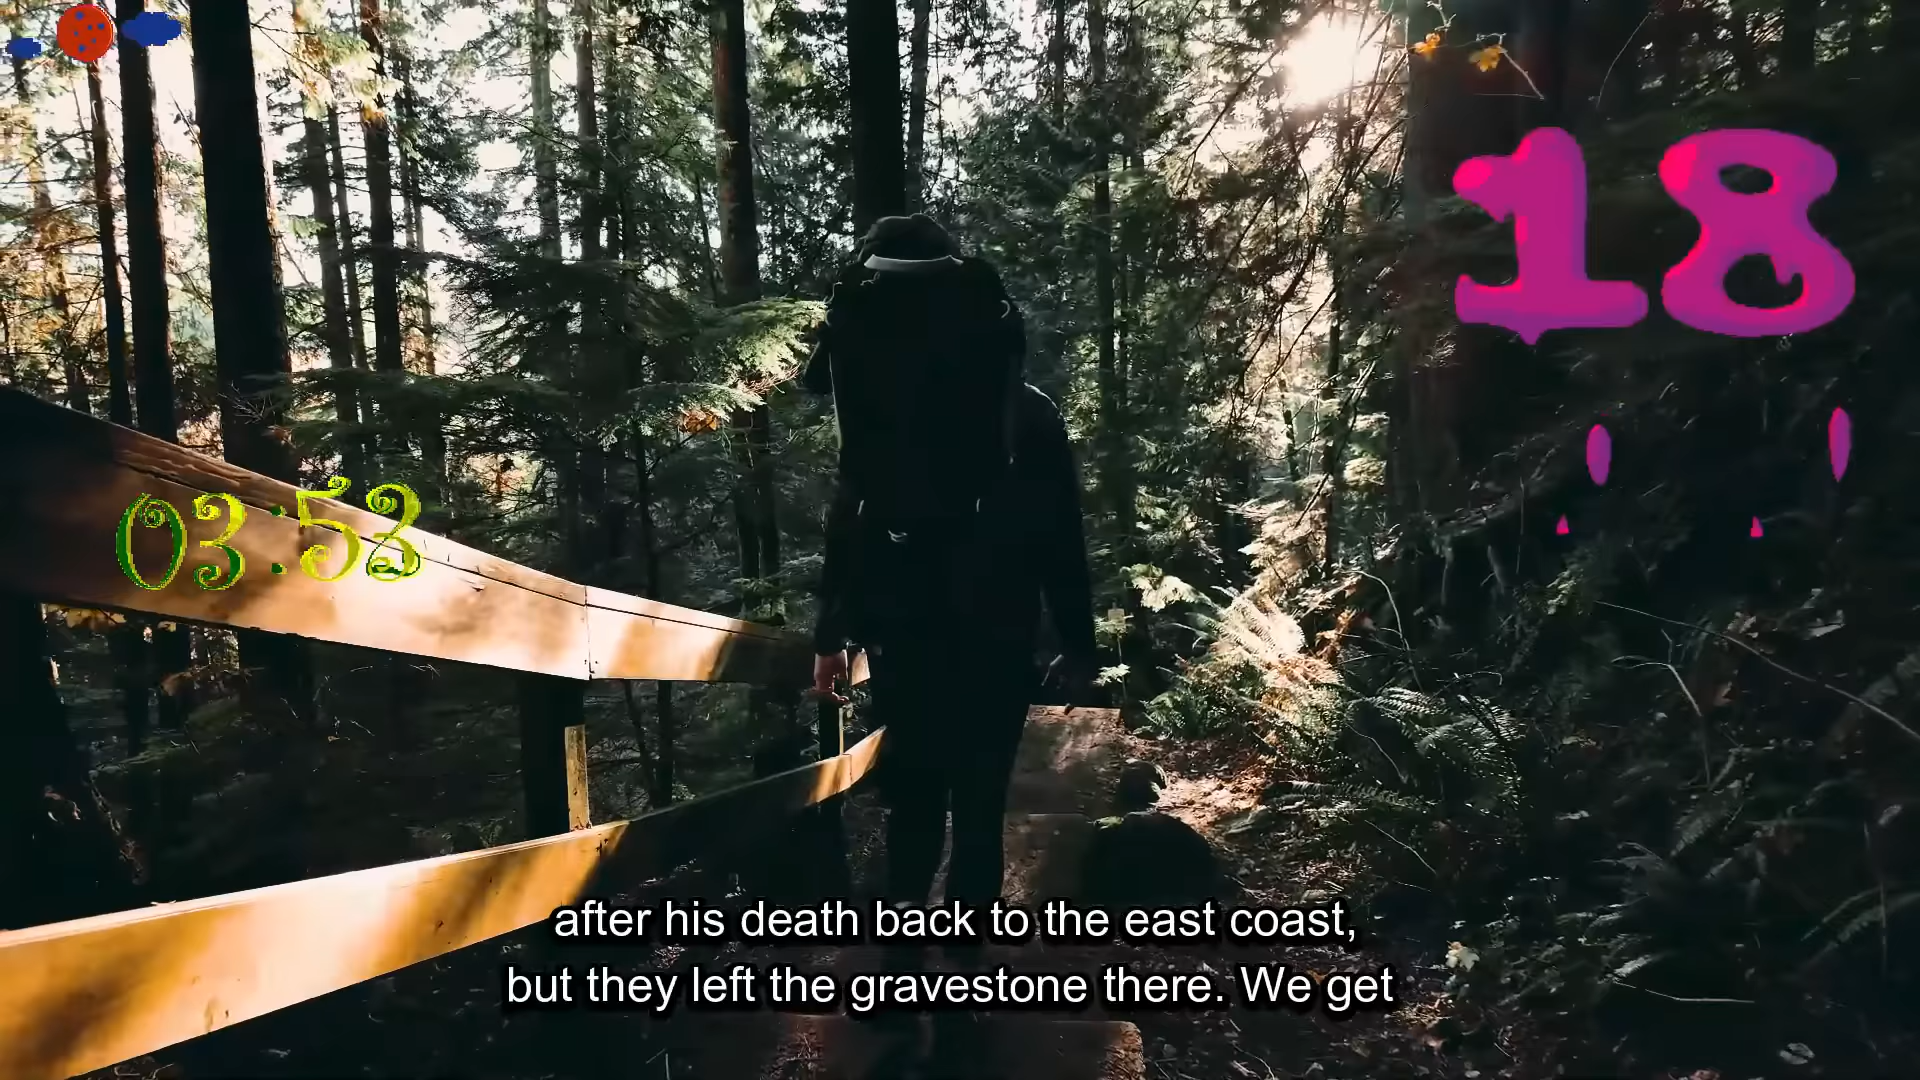 18
03:53
after his death back to the east coast,
but they left the gravestone there. We get